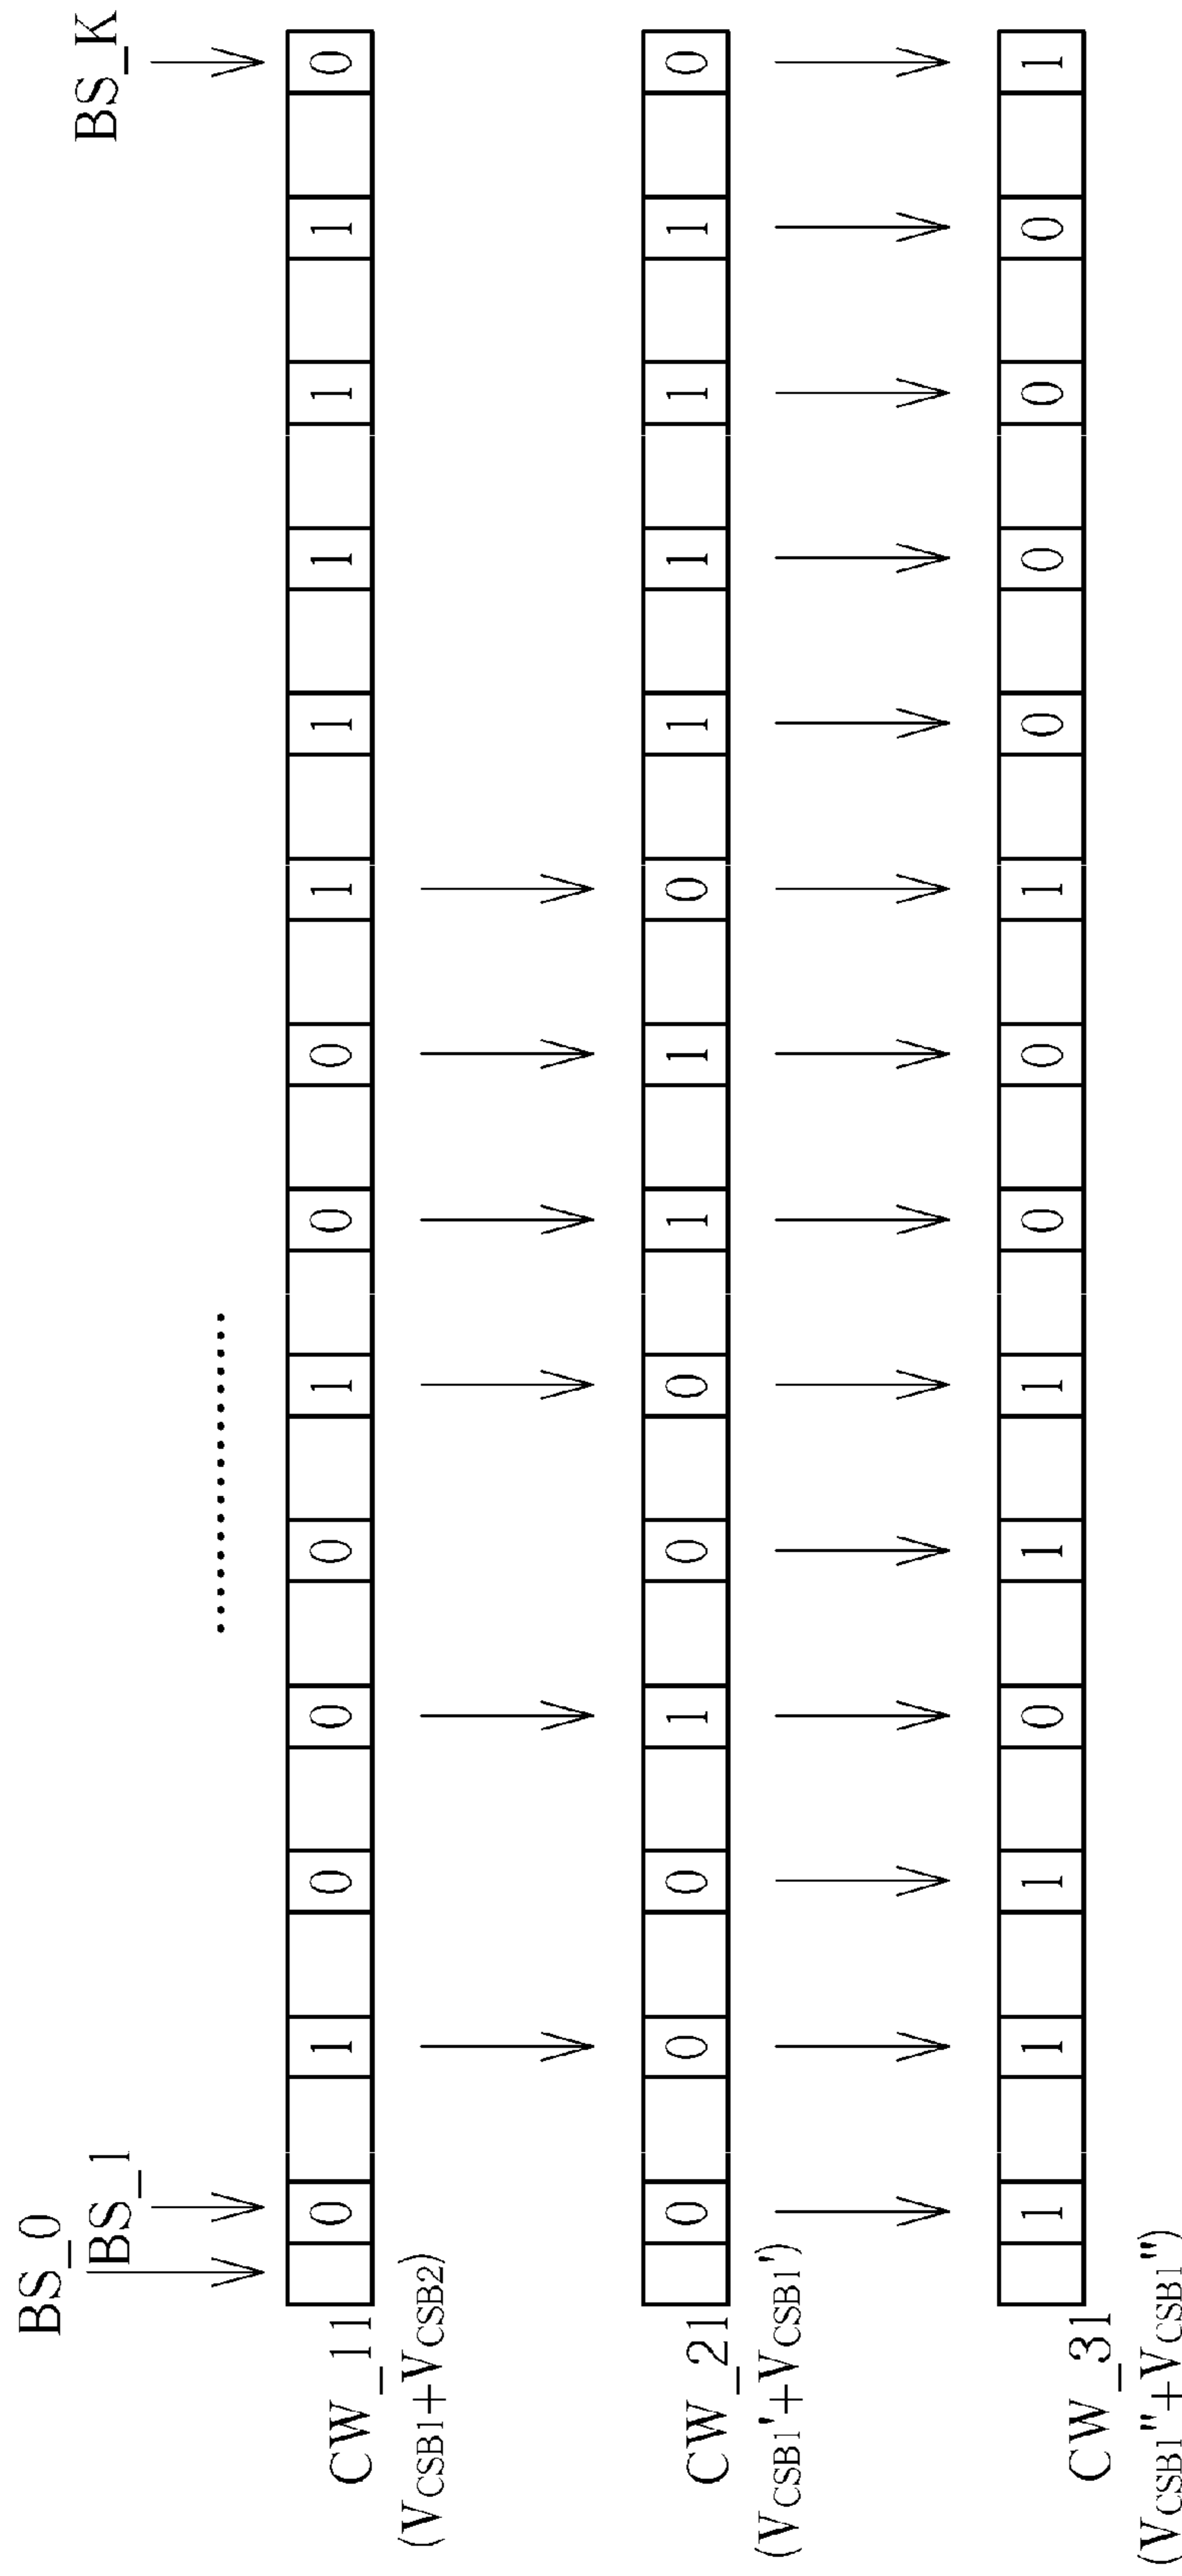 BS_0
BS_1 BS_K
CW_11 0 1 0 0 0 1 0 0 1 1 1 1 1 0
(VCSB1+VCSB2)
CW_21 0 0 0 1 0 0 1 1 0 1 1 1 1 0
(VCSB1'+VCSB1')
CW_31 1 1 1 0 1 1 0 0 1 0 0 0 0 1
(VCSB1"+VCSB1")